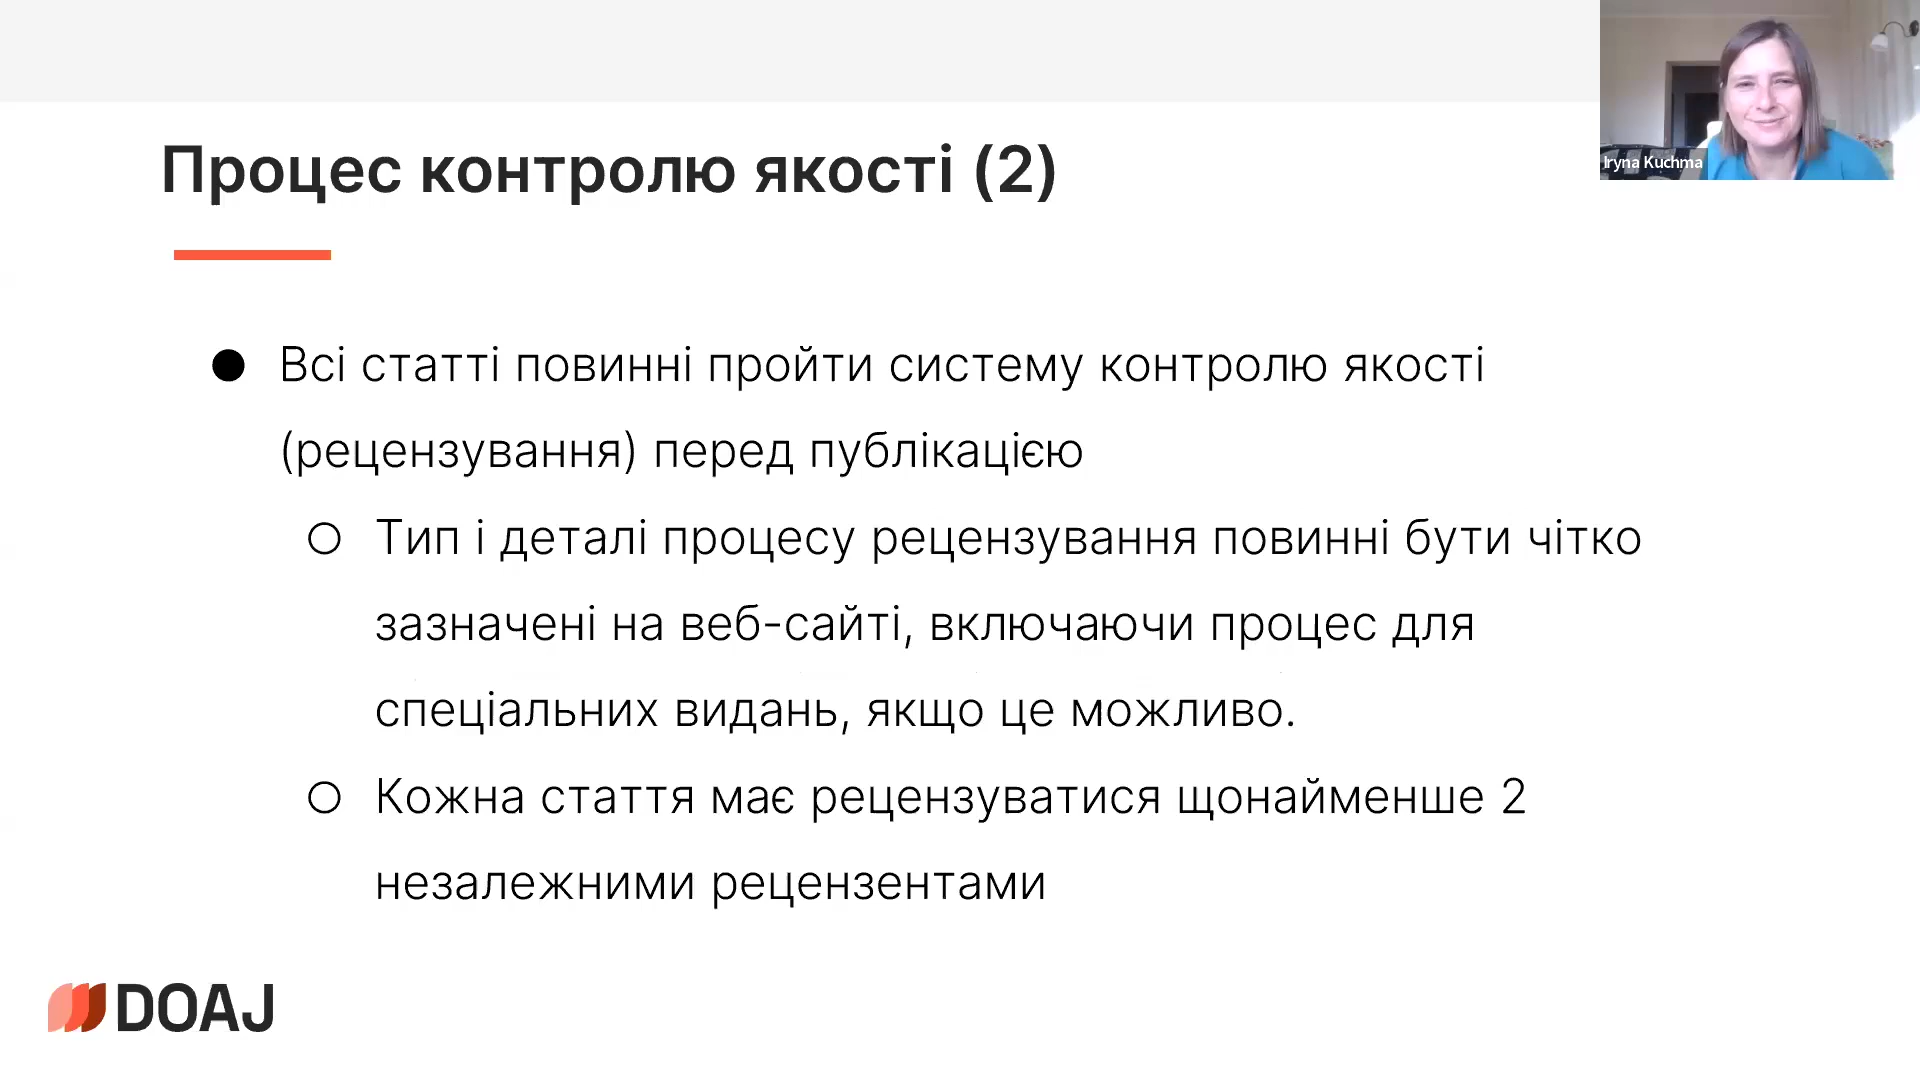 Iryna Kuchma
Процес контролю якості (2)
● Всі статті повинні пройти систему контролю якості
(рецензування) перед публікацією
○ Тип і деталі процесу рецензування повинні бути чітко
зазначені на веб-сайті, включаючи процес для
спеціальних видань, якщо це можливо.
○ Кожна стаття має рецензуватися щонайменше 2
незалежними рецензентами
DOAJ